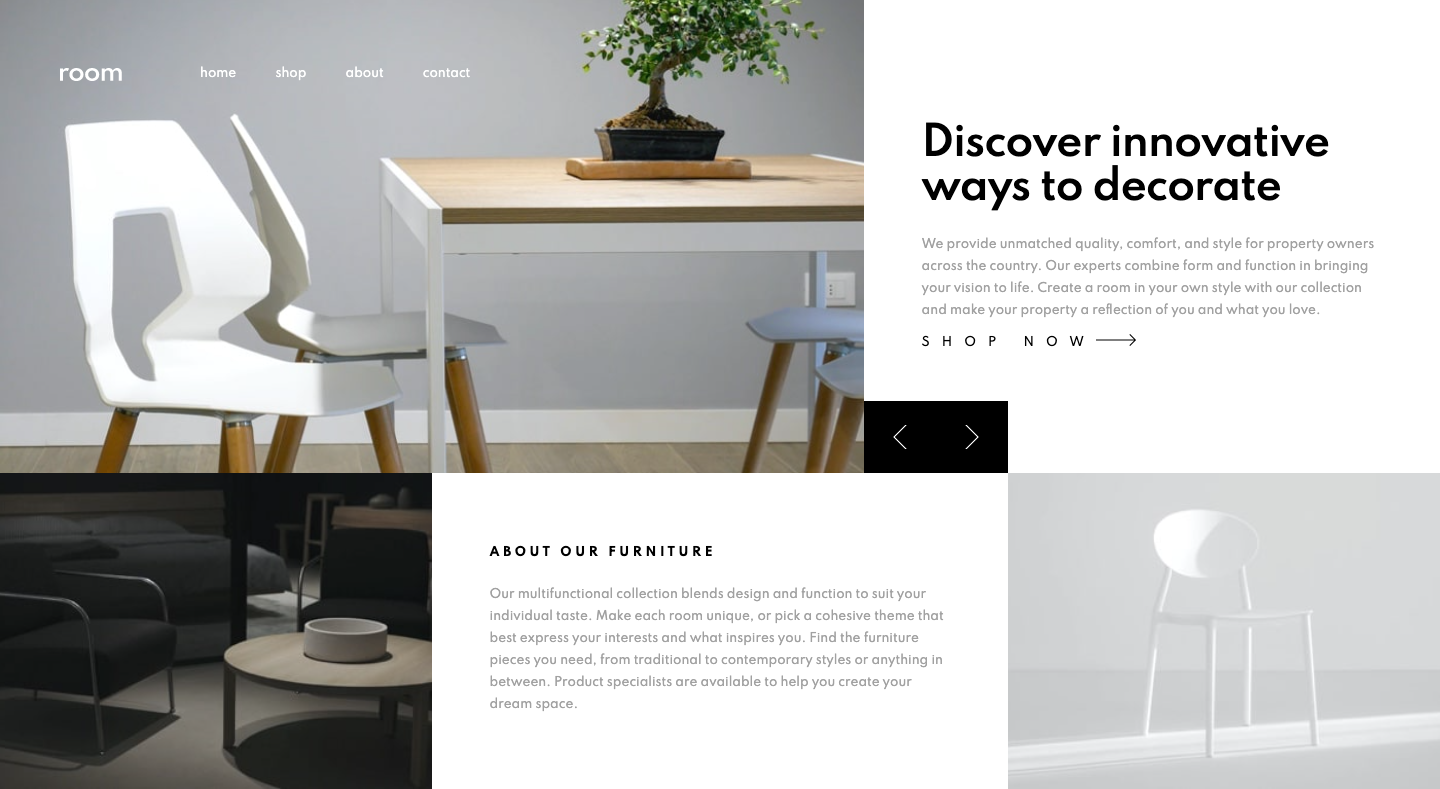 room
home shop about contact
Discover innovative
ways to decorate
We provide unmatched quality, comfort, and style for property owners
across the country. Our experts combine form and function in bringing
your vision to life. Create a room in your own style with our collection
and make your property a reflection of you and what you love.
SHOP NOW
ABOUT OUR FURNITURE
Our multifunctional collection blends design and function to suit your
individual taste. Make each room unique, or pick a cohesive theme that
best express your interests and what inspires you. Find the furniture
pieces you need, from traditional to contemporary styles or anything in
between. Product specialists are available to help you create your
dream space.